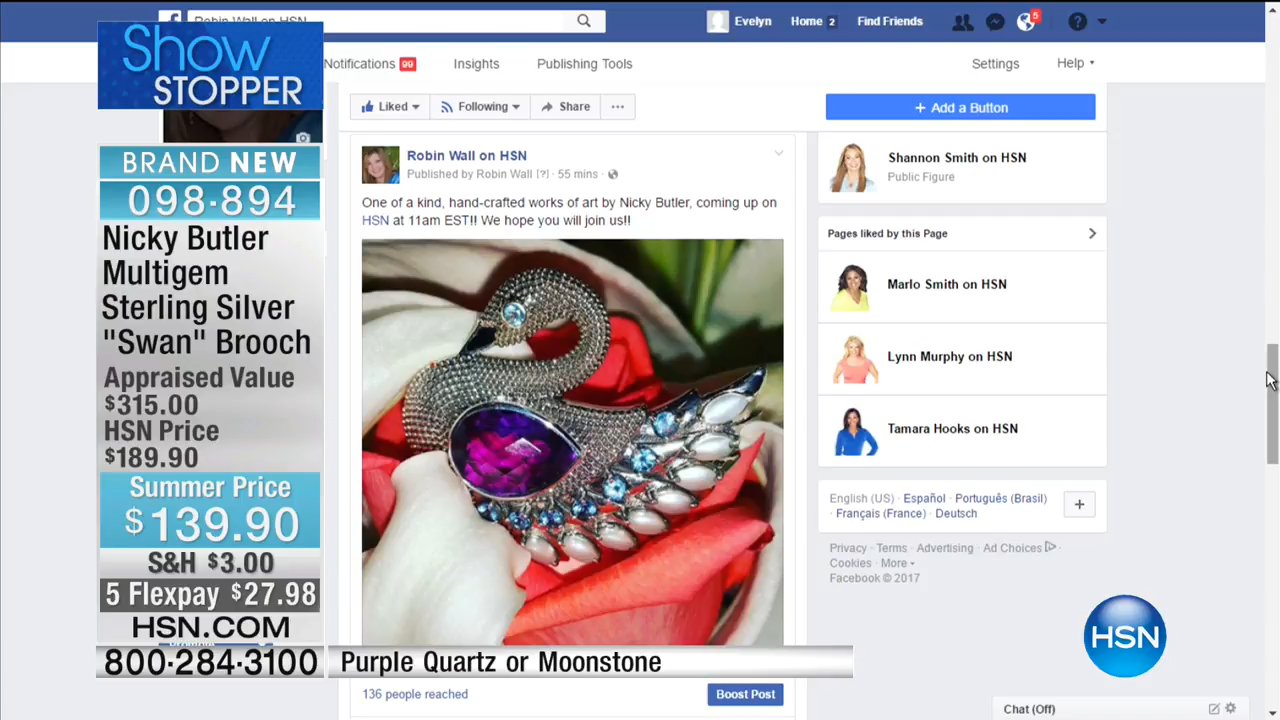 Show
STOPPER
BRAND NEW
098-894
Nicky Butler
Multigem
Sterling Silver
"Swan" Brooch
Appraised Value
$315.00
HSN Price
$189.90
Summer Price
$139.90
S&H $3.00
5 Flexpay $27.98
HSN.COM
800-284-3100
Purple Quartz or Moonstone
Robin Wall on HSN
Evelyn
Home 2
Find Friends
5
Notifications 99
Insights
Publishing Tools
Settings
Help
Liked
Following
Share
+ Add a Button
Robin Wall on HSN
Published by Robin Wall [?] · 55 mins ·
One of a kind, hand-crafted works of art by Nicky Butler, coming up on
HSN at 11am EST!! We hope you will join us!!
136 people reached
Boost Post
Shannon Smith on HSN
Public Figure
Pages liked by this Page
Marlo Smith on HSN
Lynn Murphy on HSN
Tamara Hooks on HSN
English (US) · Español · Português (Brasil)
· Français (France) · Deutsch
Privacy · Terms · Advertising · Ad Choices ·
Cookies · More
Facebook © 2017
HSN
Chat (Off)